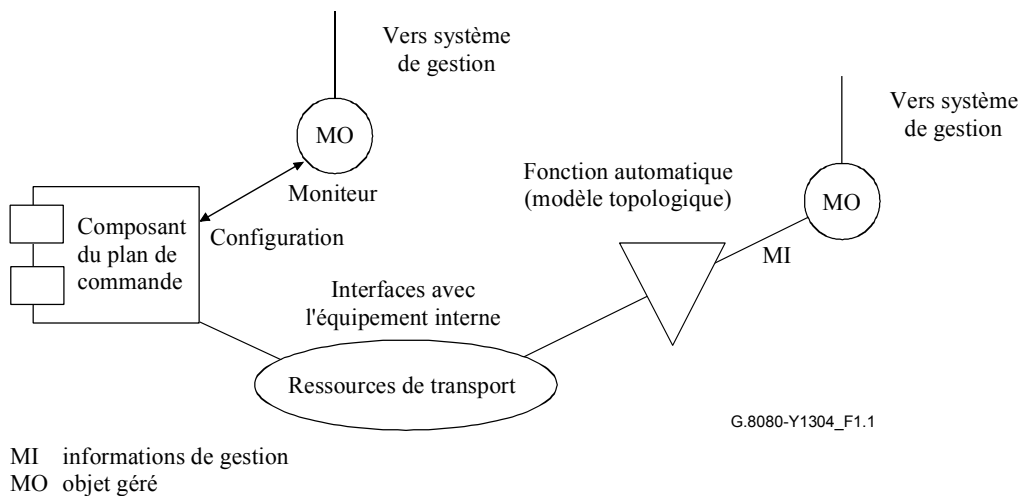 Vers système
de gestion
MO
Moniteur
Composant
du plan de
commande
Configuration
Interfaces avec
l'équipement interne
Ressources de transport
Fonction automatique
(modèle topologique)
MI
Vers système
de gestion
MO
G.8080-Y1304_F1.1
MI informations de gestion
MO objet géré